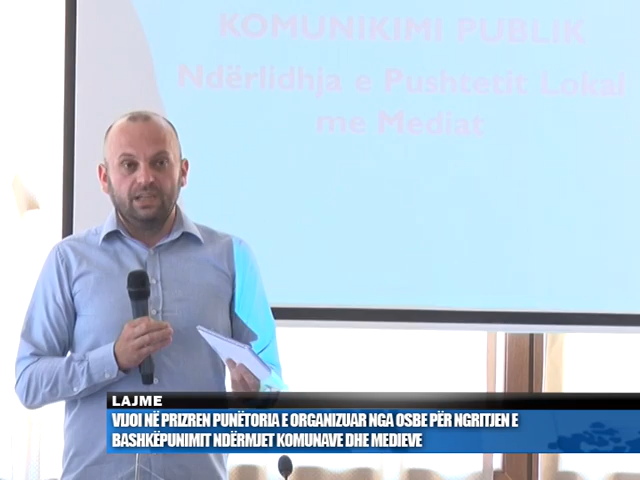 KOMUNIKIMI PUBLIK
Ndërlidhja e Pushtetit Lokal
me Mediat
LAJME
VIJOI NË PRIZREN PUNËTORIA E ORGANIZUAR NGA OSBE PËR NGRITJEN E
BASHKËPUNIMIT NDËRMJET KOMUNAVE DHE MEDIEVE